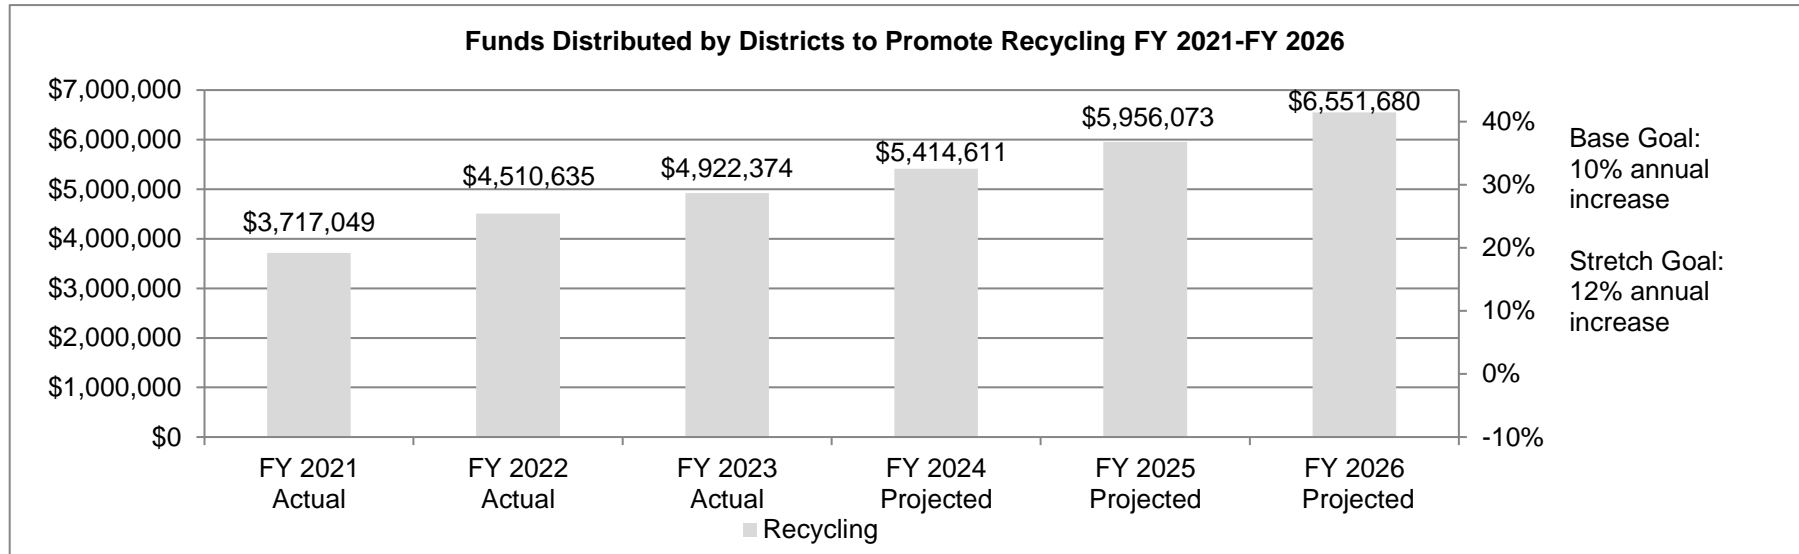 Funds Distributed by Districts to Promote Recycling FY 2021-FY 2026
$7,000,000
$6,000,000
$5,000,000
$4,000,000
$3,000,000
$2,000,000
$1,000,000
$0
$3,717,049
$4,510,635
$4,922,374
$5,414,611
$5,956,073
$6,551,680
40%
30%
20%
10%
0%
-10%
Base Goal:
10% annual
increase
Stretch Goal:
12% annual
increase
FY 2021
Actual
FY 2022
Actual
FY 2023
Actual
FY 2024
Projected
FY 2025
Projected
FY 2026
Projected
Recycling